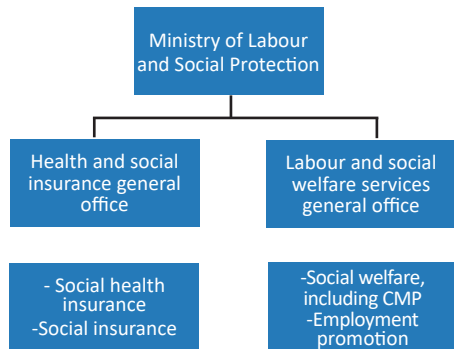 Ministry of Labour
and Social Protection
Health and social
insurance general
office
Labour and social
welfare services
general office
- Social health
insurance
-Social insurance
-Social welfare,
including CMP
-Employment
promotion